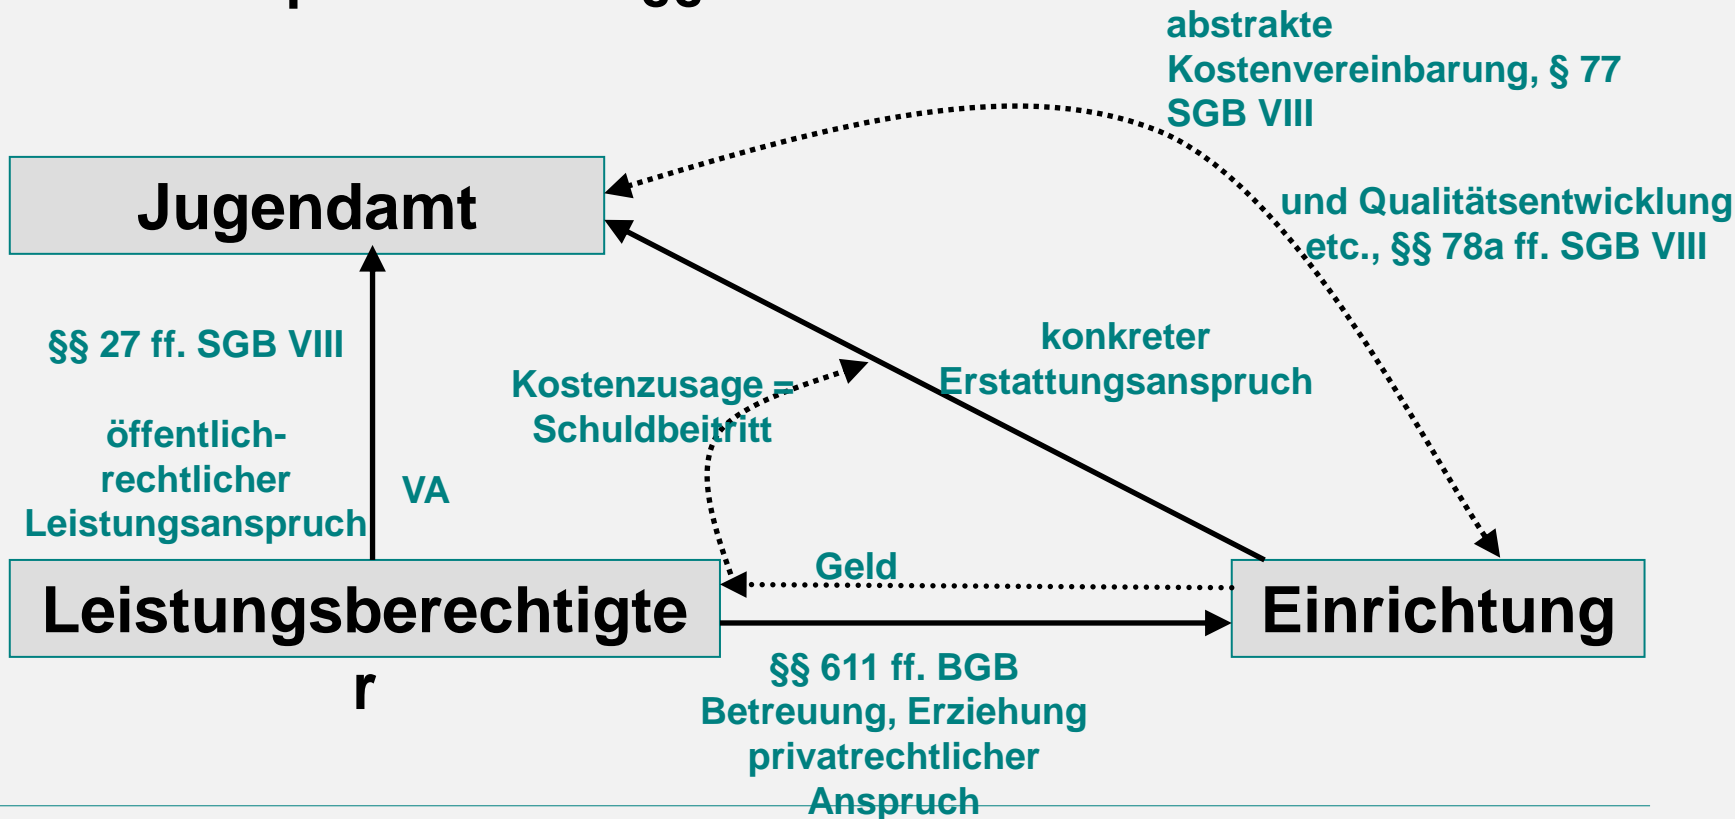 abstrakte
Kostenvereinbarung, § 77
SGB VIII
Jugendamt
und Qualitätsentwicklung
etc., §§ 78a ff. SGB VIII
§§ 27 ff. SGB VIII
konkreter
Erstattungsanspruch
Kostenzusage =
Schuldbeitritt
öffentlich-
rechtlicher
Leistungsanspruch
VA
Geld
Leistungsberechtigte
r
Einrichtung
§§ 611 ff. BGB
Betreuung, Erziehung
privatrechtlicher
Anspruch